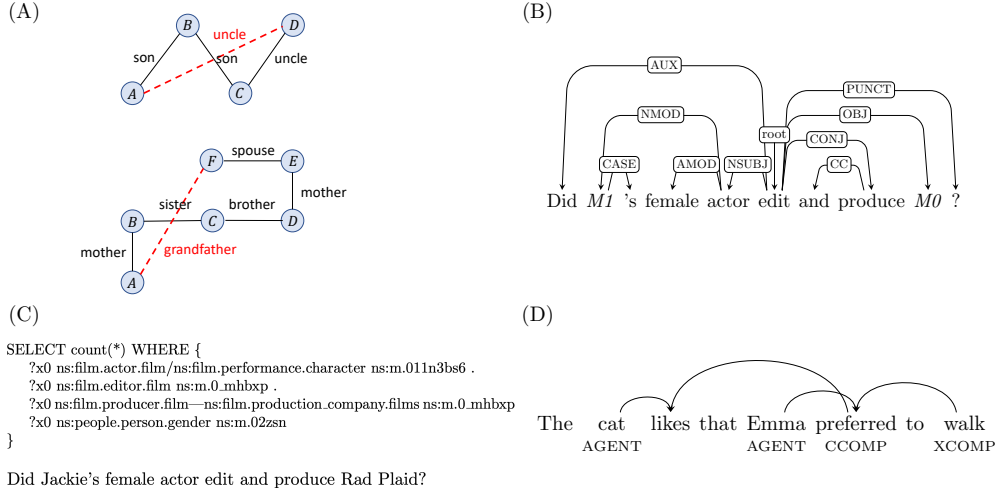 (A)
B
D
uncle
son
son
uncle
A
C
F
spouse
E
mother
sister
brother
B
C
D
mother
grandfather
A
(B)
AUX
PUNCT
NMOD
OBJ
root
CONJ
CASE
AMOD
NSUBJ
CC
Did M1 's female actor edit and produce M0 ?
(C)
SELECT count(*) WHERE {
?x0 ns:film.actor.film/ns:film.performance.character ns:m.011n3bs6 .
?x0 ns:film.editor.film ns:m.0_mhbxp .
?x0 ns:film.producer.film—ns:film.production_company.films ns:m.0_mhbxp
?x0 ns:people.person.gender ns:m.02zsn
}
Did Jackie's female actor edit and produce Rad Plaid?
(D)
The cat likes that Emma preferred to walk
AGENT AGENT CCOMP XCOMP